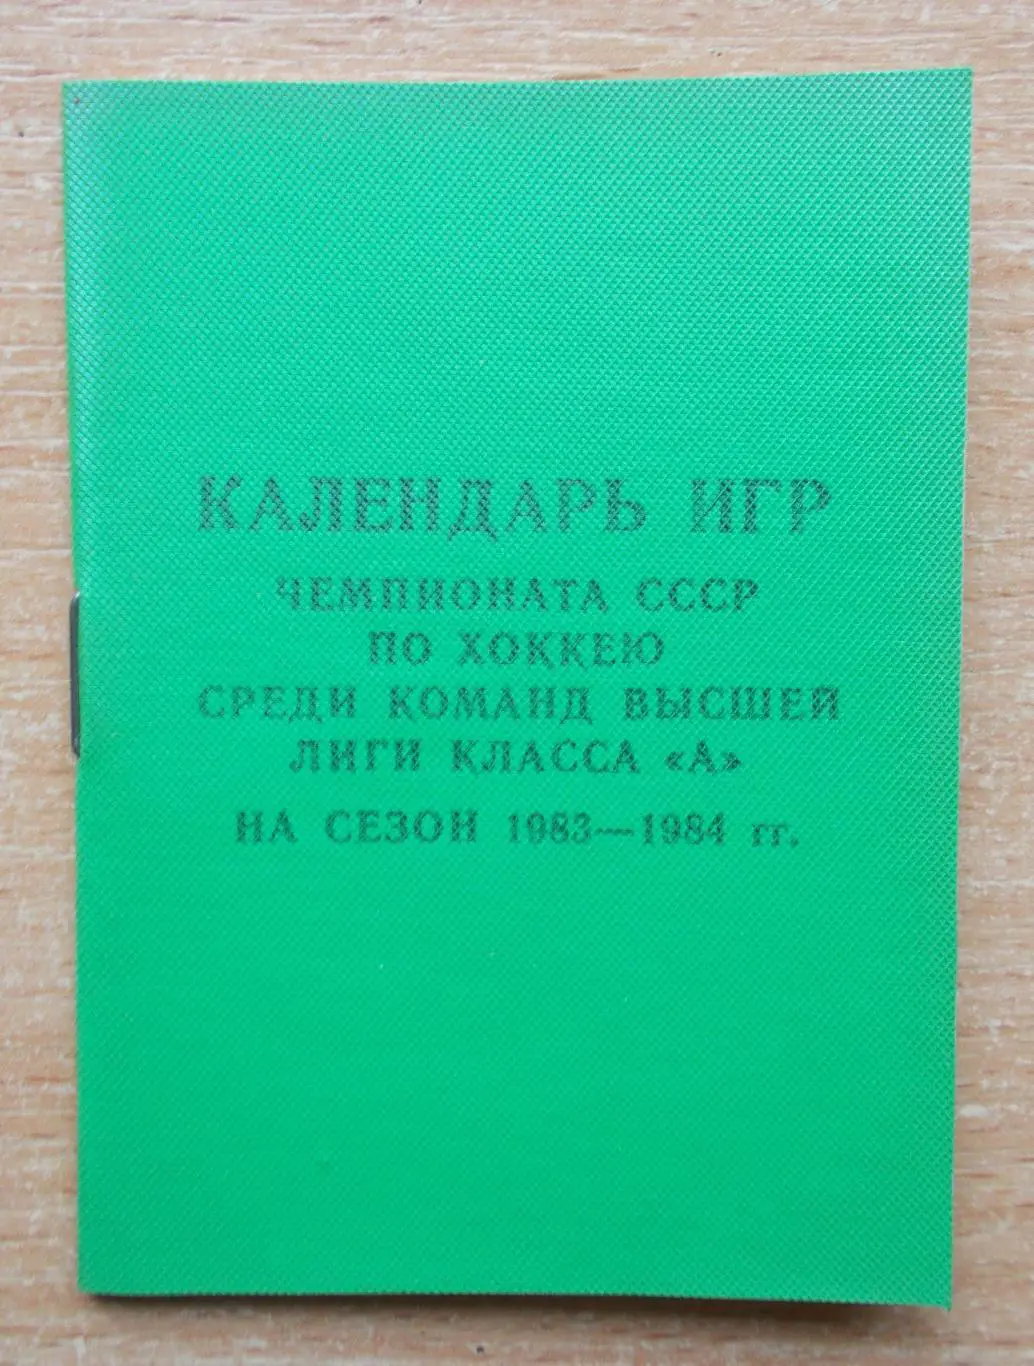 КАЛЕНДАРЬ ИГР
ЧЕМПИОНАТА СССР
ПО ХОККЕЮ
СРЕДИ КОМАНД ВЫСШЕЙ
ЛИГИ КЛАССА «А»
НА СЕЗОН 1983—1984 гг.